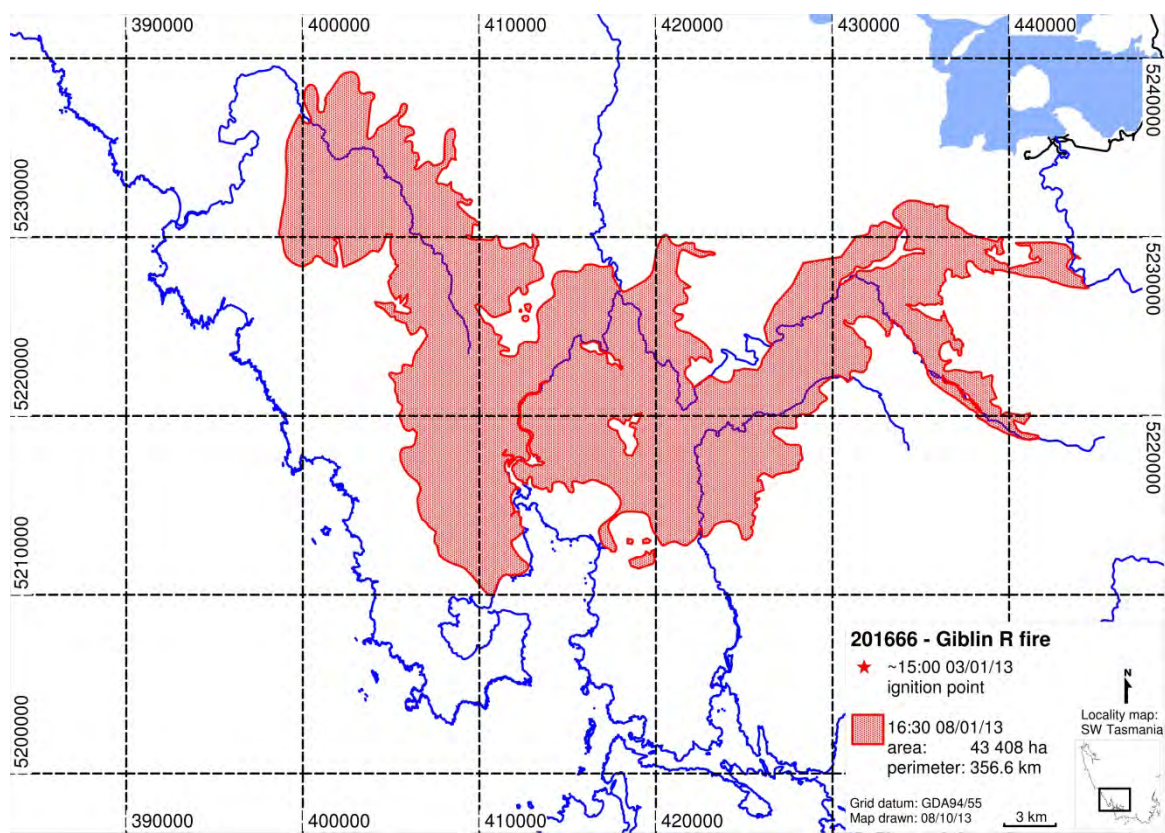 390000 400000 410000 420000 430000 440000
5240000
5230000 5230000
5220000 5220000
5210000 5210000
5200000
201666 - Giblin R fire
~15:00 03/01/13
ignition point
16:30 08/01/13
area: 43 408 ha
perimeter: 356.6 km
Grid datum: GDA94/55
Map drawn: 08/10/13
3 km
N
Locality map:
SW Tasmania
390000 400000 410000 420000